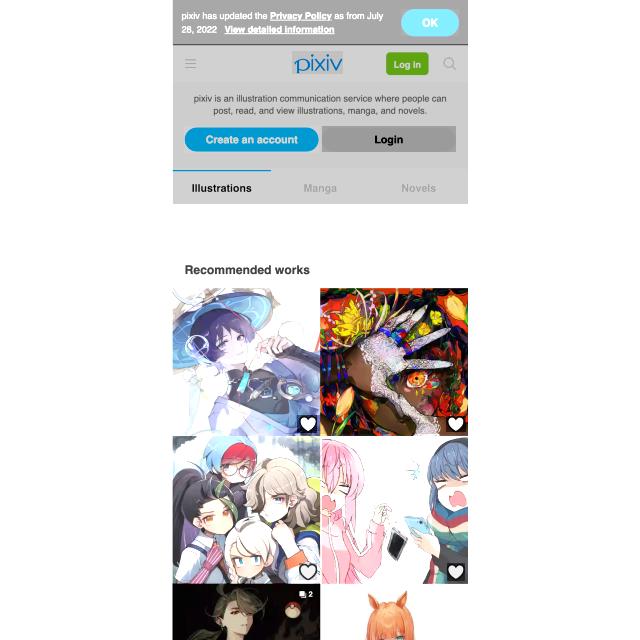 pixiv has updated the Privacy Policy as from July
28, 2022 View detailed information
OK
pixiv
Log in
pixiv is an illustration communication service where people can
post, read, and view illustrations, manga, and novels.
Create an account
Login
Illustrations
Manga
Novels
Recommended works
2